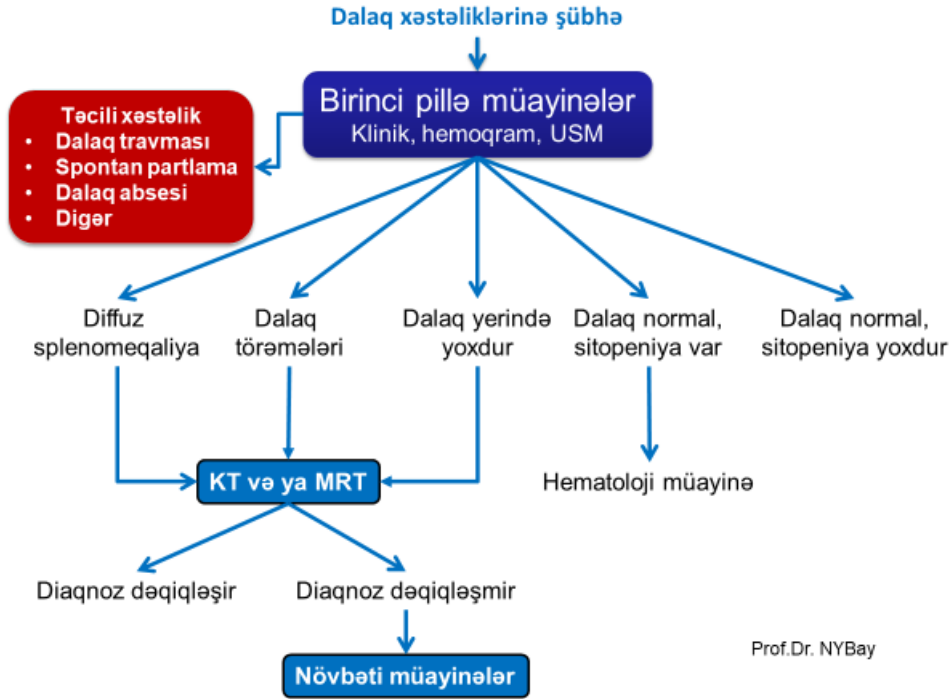 Dalaq xəstəliklərinə şübhə
Birinci pillə müayinələr
Klinik, hemoqram, USM
Təcili xəstəlik
• Dalaq travması
• Spontan partlama
• Dalaq absesi
• Digər
Diffuz
splenomeqaliya
Dalaq
törəmələri
Dalaq yerində
yoxdur
Dalaq normal,
sitopeniya var
Dalaq normal,
sitopeniya yoxdur
KT və ya MRT
Hematoloji müayinə
Diaqnoz dəqiqləşir
Diaqnoz dəqiqləşmir
Növbəti müayinələr
Prof.Dr. NYBay